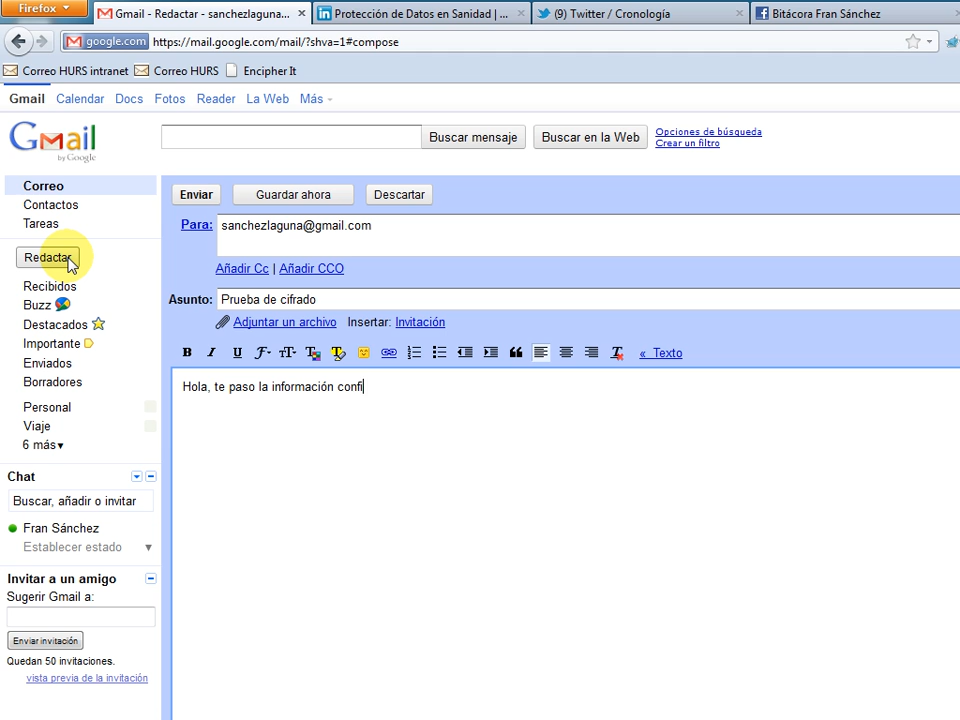 Firefox
Gmail - Redactar - sanchezlaguna...
Protección de Datos en Sanidad | ...
(9) Twitter / Cronología
Bitácora Fran Sánchez
google.com https://mail.google.com/mail/?shva=1#compose
Correo HURS intranet Correo HURS Encipher It
Gmail Calendar Docs Fotos Reader La Web Más
Gmail
by Google
Buscar mensaje Buscar en la Web
Opciones de búsqueda
Crear un filtro
Correo
Contactos
Tareas
Redactar
Recibidos
Buzz
Destacados
Importante
Enviados
Borradores
Personal
Viaje
6 más▾
Chat
Buscar, añadir o invitar
Fran Sánchez
Establecer estado
Invitar a un amigo
Sugerir Gmail a:
Enviar invitación
Quedan 50 invitaciones.
vista previa de la invitación
Enviar Guardar ahora Descartar
Para: sanchezlaguna@gmail.com
Añadir Cc | Añadir CCO
Asunto: Prueba de cifrado
Adjuntar un archivo Insertar: Invitación
B I U « Texto
Hola, te paso la información confi